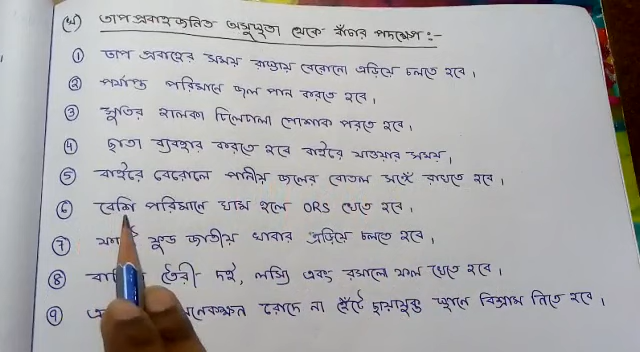 (খ) তাপপ্রবাহজনিত অসুস্থতা থেকে বাঁচার পদক্ষেপ :-
① তাপ প্রবাহের সময় রাস্তায় বেরোনো এড়িয়ে চলতে হবে।
② পর্যাপ্ত পরিমানে জল পান করতে হবে।
③ সুতির হালকা ঢিলেঢালা পোশাক পরতে হবে।
④ ছাতা ব্যবহার করতে হবে বাইরে যাওয়ার সময়।
⑤ বাইরে বেরোলে পানীয় জলের বোতল সঙ্গে রাখতে হবে।
⑥ বেশি পরিমানে ঘাম হলে ORS খেতে হবে।
⑦ ফুড জাতীয় খাবার এড়িয়ে চলতে হবে।
⑧ তৈরী দই, লস্যি এবং রসালো ফল খেতে হবে।
⑨ রোদে না হেঁটে ছায়াযুক্ত স্থানে বিশ্রাম নিতে হবে।